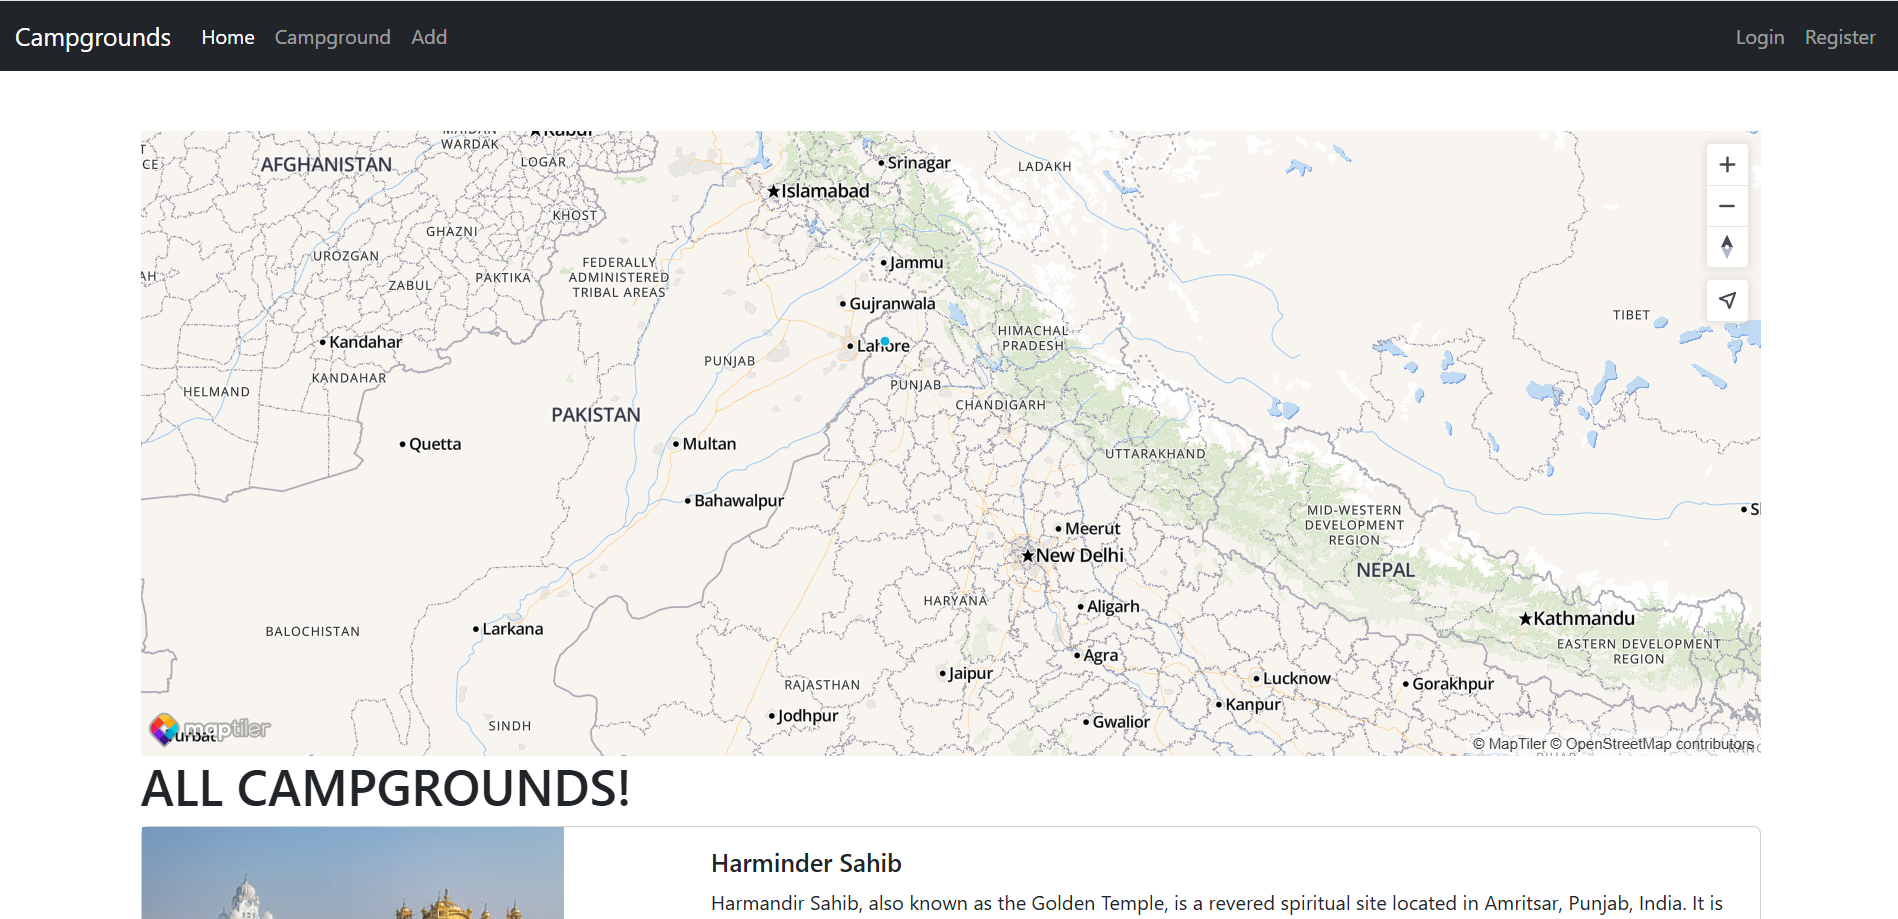 Campgrounds Home Campground Add Login Register
WARDAK
Kabul
LOGAR
AFGHANISTAN
Srinagar
LADAKH
Islamabad
KHOST
GHAZNI
UROZGAN
FEDERALLY
ADMINISTERED
TRIBAL AREAS
Jammu
PAKTIKA
ZABUL
Gujranwala
TIBET
HIMACHAL
PRADESH
Kandahar
Lahore
PUNJAB
KANDAHAR
HELMAND
PUNJAB
CHANDIGARH
PAKISTAN
Quetta
Multan
UTTARAKHAND
Bahawalpur
MID-WESTERN
DEVELOPMENT
REGION
Meerut
New Delhi
NEPAL
HARYANA
Aligarh
Kathmandu
BALOCHISTAN
Larkana
EASTERN DEVELOPMENT
REGION
Agra
Jaipur
Lucknow
Gorakhpur
RAJASTHAN
Kanpur
Jodhpur
Gwalior
SINDH
maptiler
© MapTiler © OpenStreetMap contributors
ALL CAMPGROUNDS!
Harminder Sahib
Harmandir Sahib, also known as the Golden Temple, is a revered spiritual site located in Amritsar, Punjab, India. It is